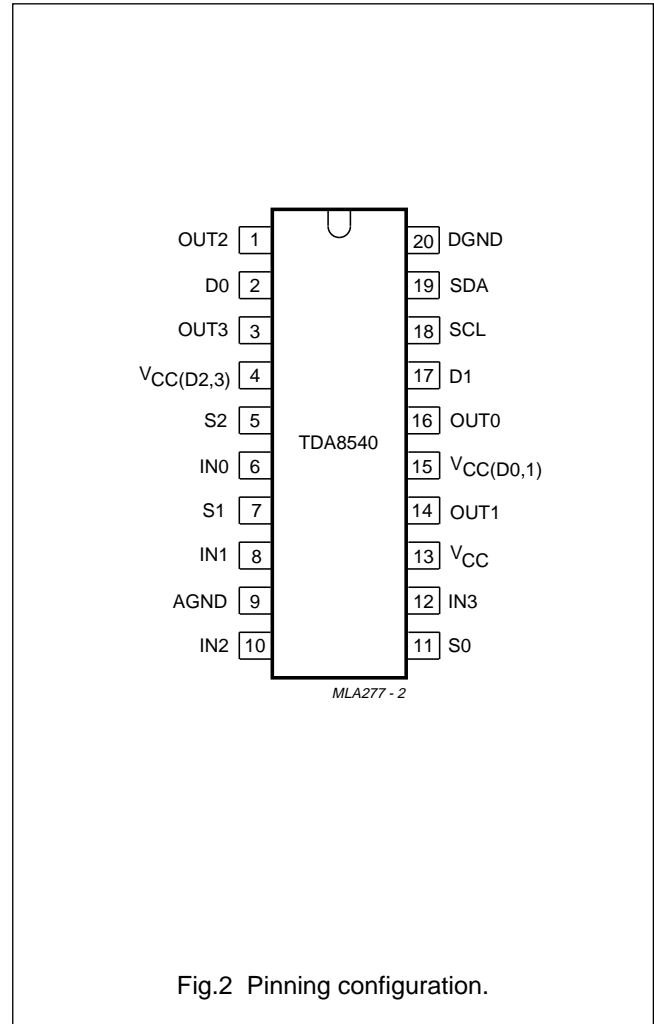 OUT2 1 20 DGND
D0 2 19 SDA
OUT3 3 18 SCL
VCC(D2,3) 4 17 D1
S2 5 16 OUT0
TDA8540
IN0 6 15 VCC(D0,1)
S1 7 14 OUT1
IN1 8 13 VCC
AGND 9 12 IN3
IN2 10 11 S0
MLA277 - 2
Fig.2 Pinning configuration.